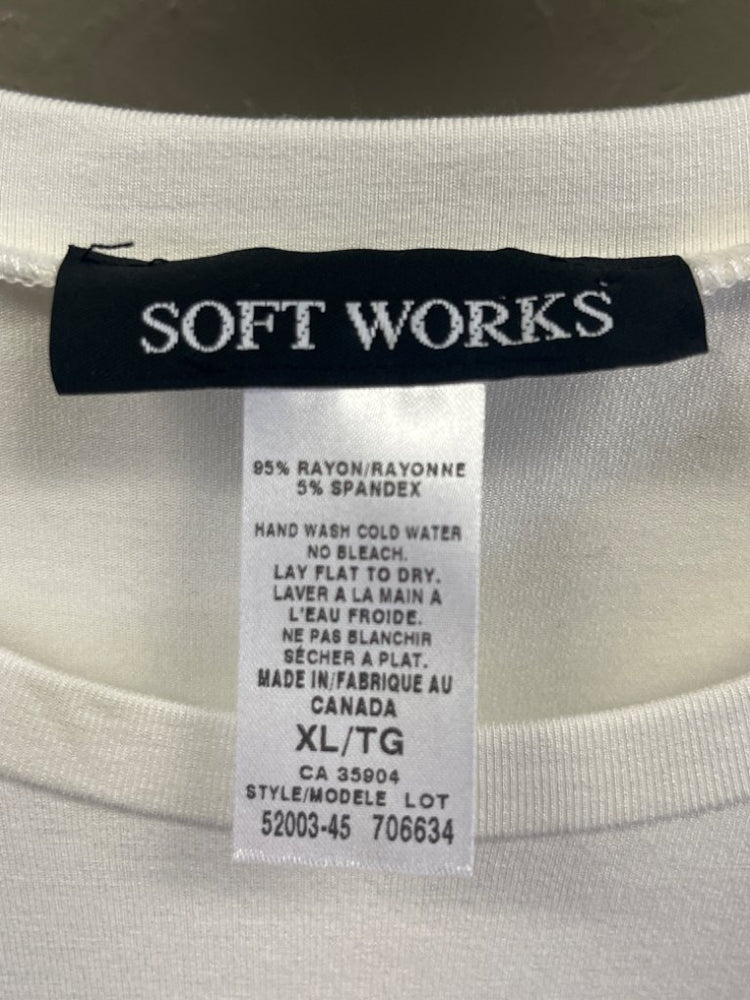 SOFT WORKS
95% RAYON/RAYONNE
5% SPANDEX
HAND WASH COLD WATER
NO BLEACH.
LAY FLAT TO DRY.
LAVER A LA MAIN A
L'EAU FROIDE.
NE PAS BLANCHIR
SÉCHER A PLAT.
MADE IN/FABRIQUE AU
CANADA
XL/TG
CA 35904
STYLE/MODELE LOT
52003-45 706634